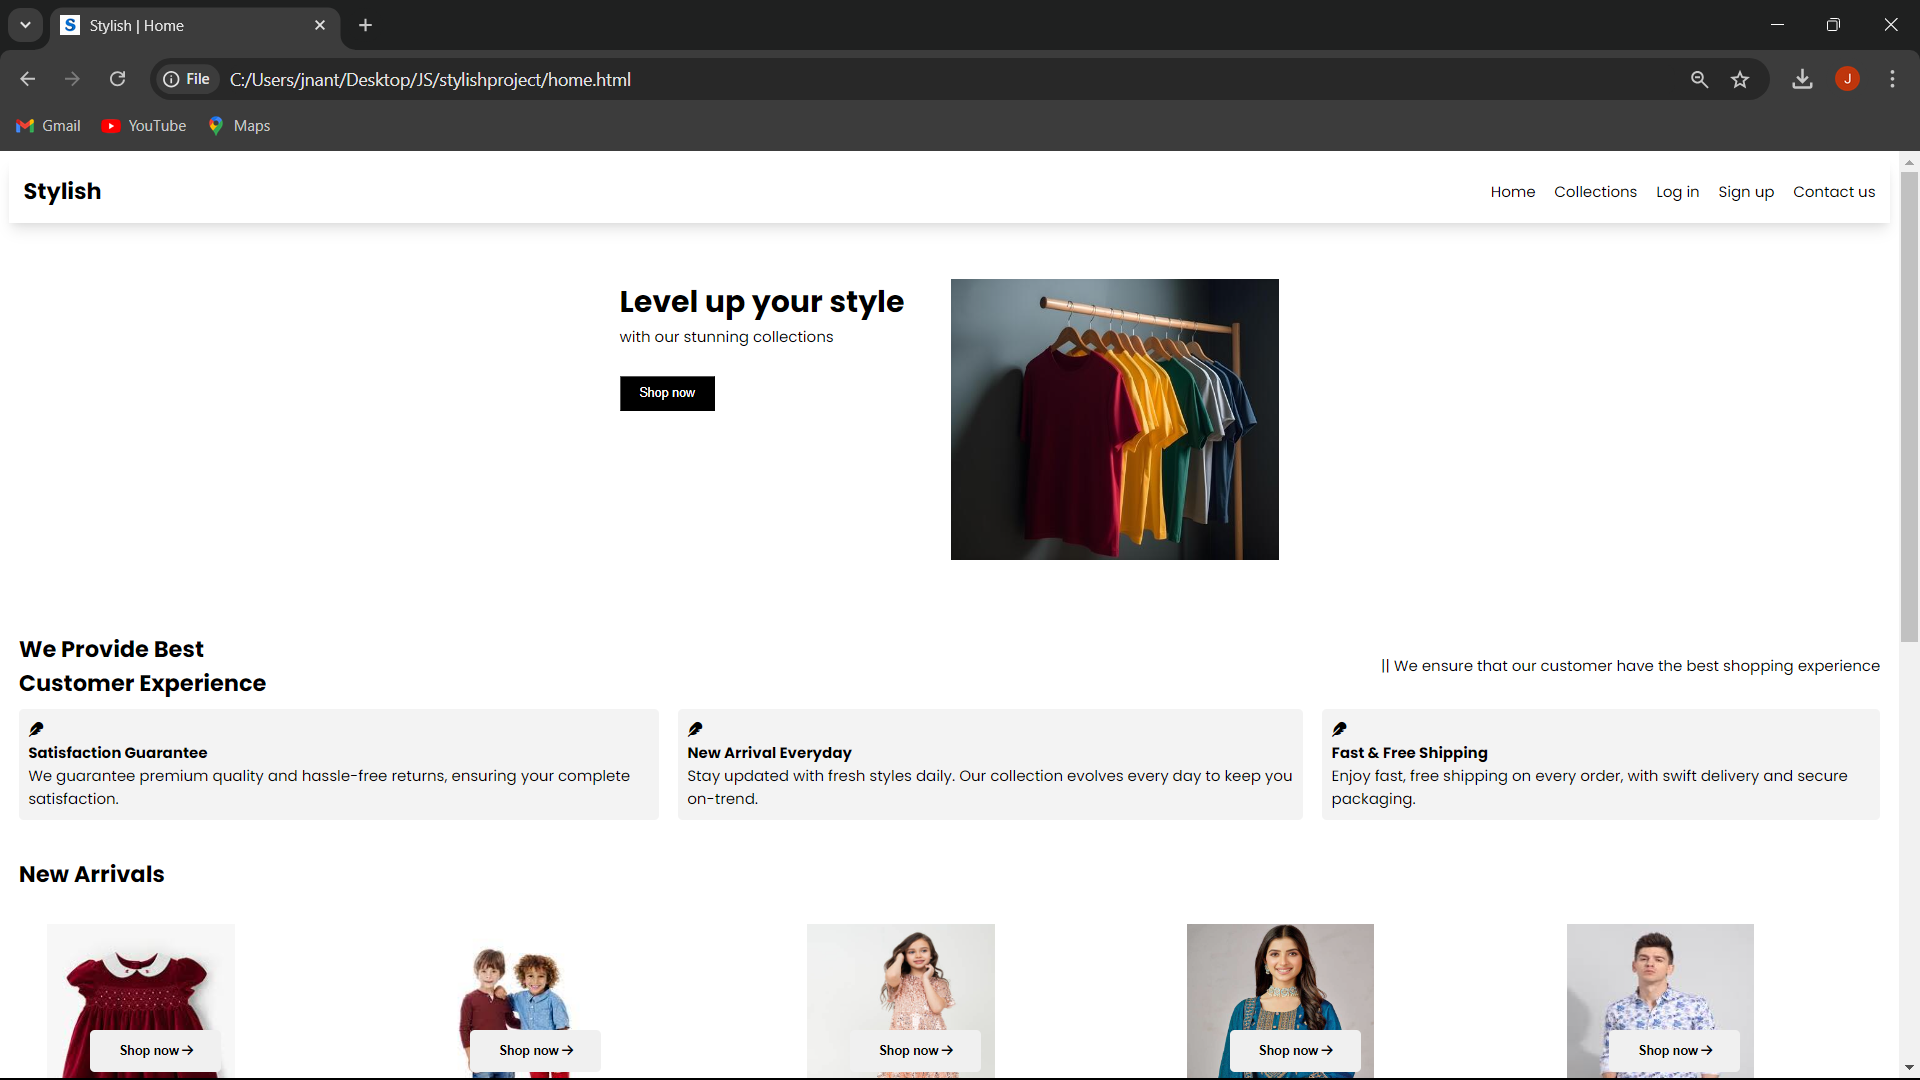 S Stylish | Home
File C:/Users/jnant/Desktop/JS/stylishproject/home.html
J
Gmail YouTube Maps
Stylish
Home Collections Log in Sign up Contact us
Level up your style
with our stunning collections
Shop now
We Provide Best
Customer Experience
|| We ensure that our customer have the best shopping experience
Satisfaction Guarantee
We guarantee premium quality and hassle-free returns, ensuring your complete
satisfaction.
New Arrival Everyday
Stay updated with fresh styles daily. Our collection evolves every day to keep you
on-trend.
Fast & Free Shipping
Enjoy fast, free shipping on every order, with swift delivery and secure
packaging.
New Arrivals
Shop now→
Shop now→
Shop now→
Shop now→
Shop now→